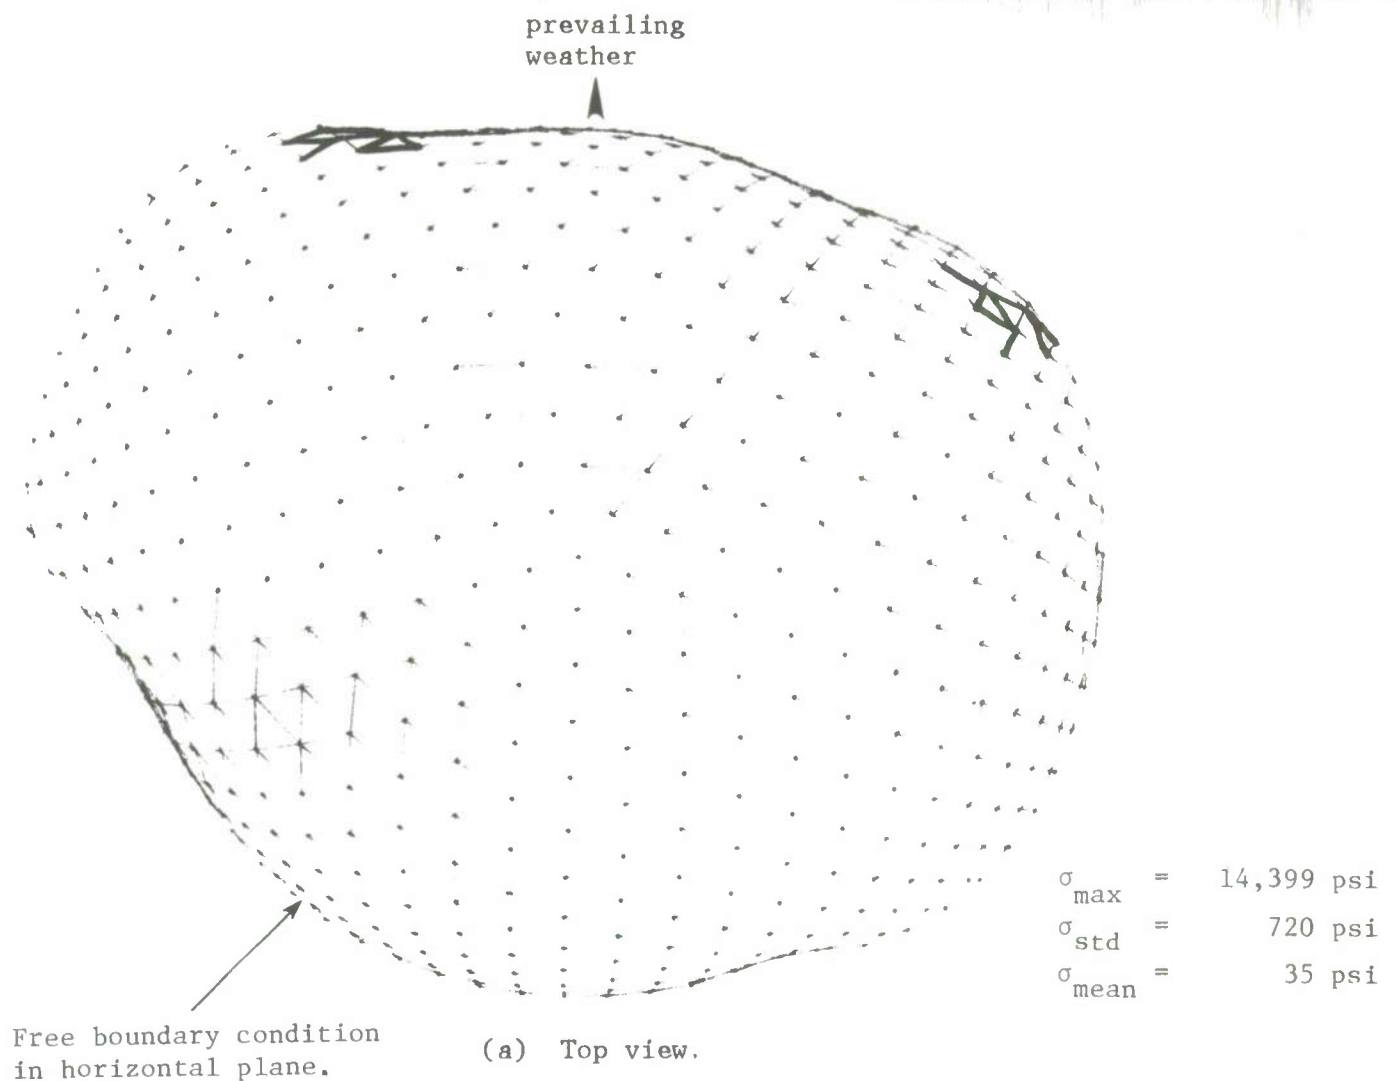 prevailing
weather
σmax = 14,399 psi
σstd = 720 psi
σmean = 35 psi
Free boundary condition
in horizontal plane.
(a) Top view.